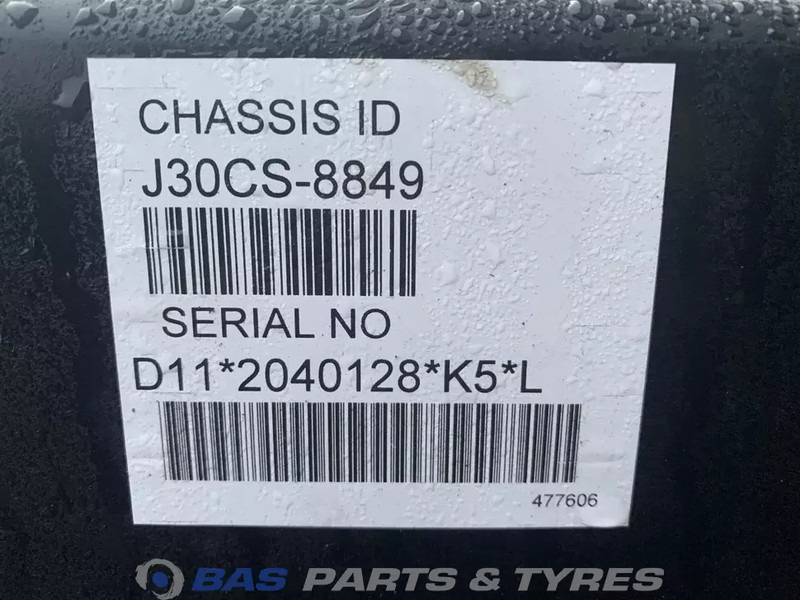 CHASSIS ID
J30CS-8849
SERIAL NO
D11*2040128*K5*L
477606
BAS PARTS & TYRES